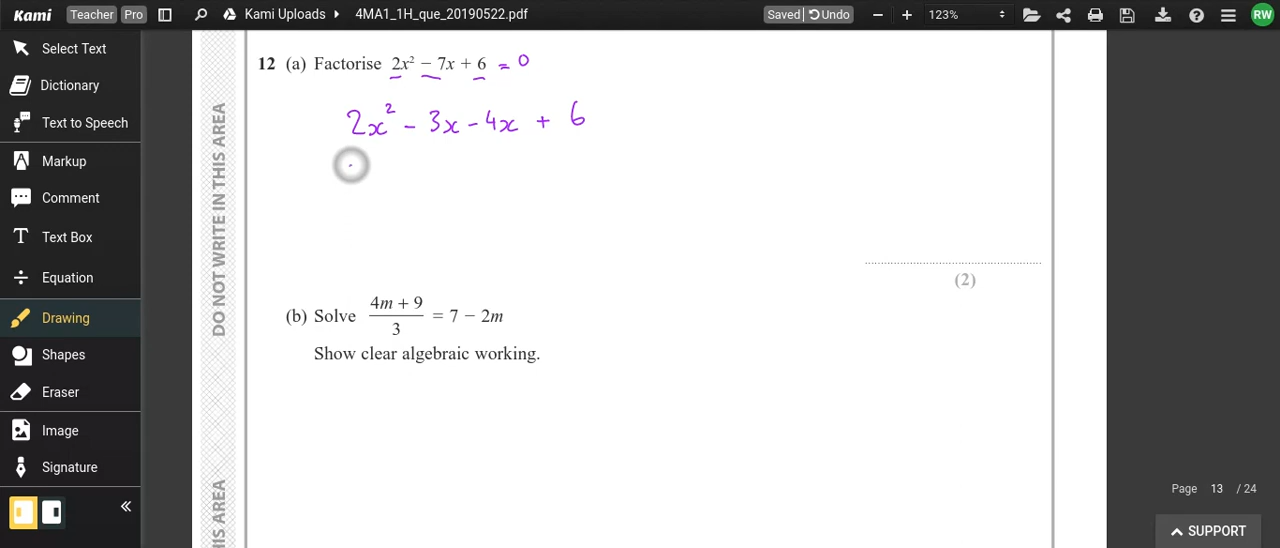 Kami Teacher Pro Kami Uploads 4MA1_1H_que_20190522.pdf Saved Undo − + 123% RW
Select Text
Dictionary
Text to Speech
Markup
Comment
Text Box
Equation
Drawing
Shapes
Eraser
Image
Signature
DO NOT WRITE IN THIS AREA
12 (a) Factorise 2x² − 7x + 6 = 0
2x² − 3x − 4x + 6
(2)
(b) Solve (4m + 9)/3 = 7 − 2m
Show clear algebraic working.
HIS AREA
Page 13 / 24
SUPPORT